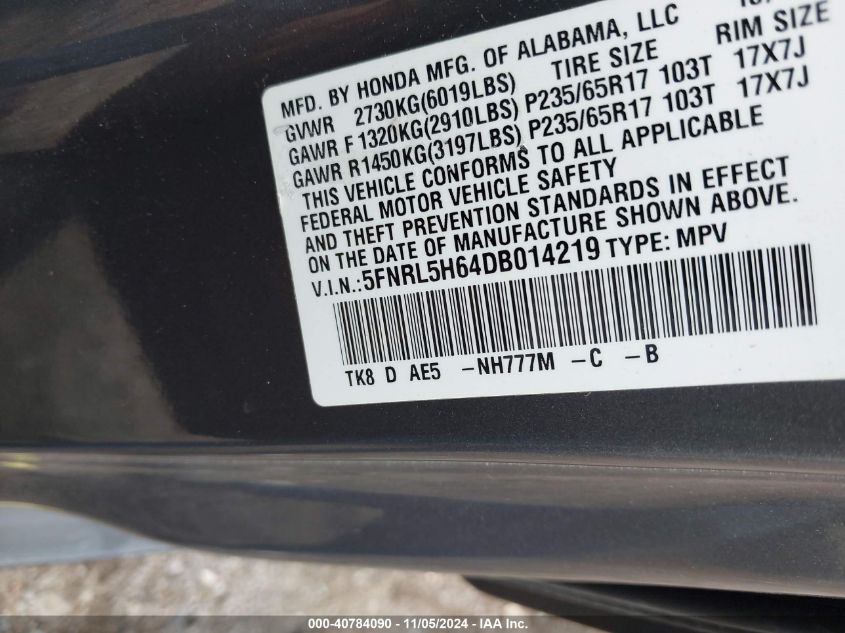 MFD. BY HONDA MFG. OF ALABAMA, LLC
GVWR 2730KG(6019LBS) TIRE SIZE RIM SIZE
GAWR F 1320KG(2910LBS) P235/65R17 103T 17X7J
GAWR R1450KG(3197LBS) P235/65R17 103T 17X7J
THIS VEHICLE CONFORMS TO ALL APPLICABLE
FEDERAL MOTOR VEHICLE SAFETY
AND THEFT PREVENTION STANDARDS IN EFFECT
ON THE DATE OF MANUFACTURE SHOWN ABOVE.
V.I.N.:5FNRL5H64DB014219 TYPE: MPV
TK8 D AE5 -NH777M -C -B
000-40784090 - 11/05/2024 - IAA Inc.